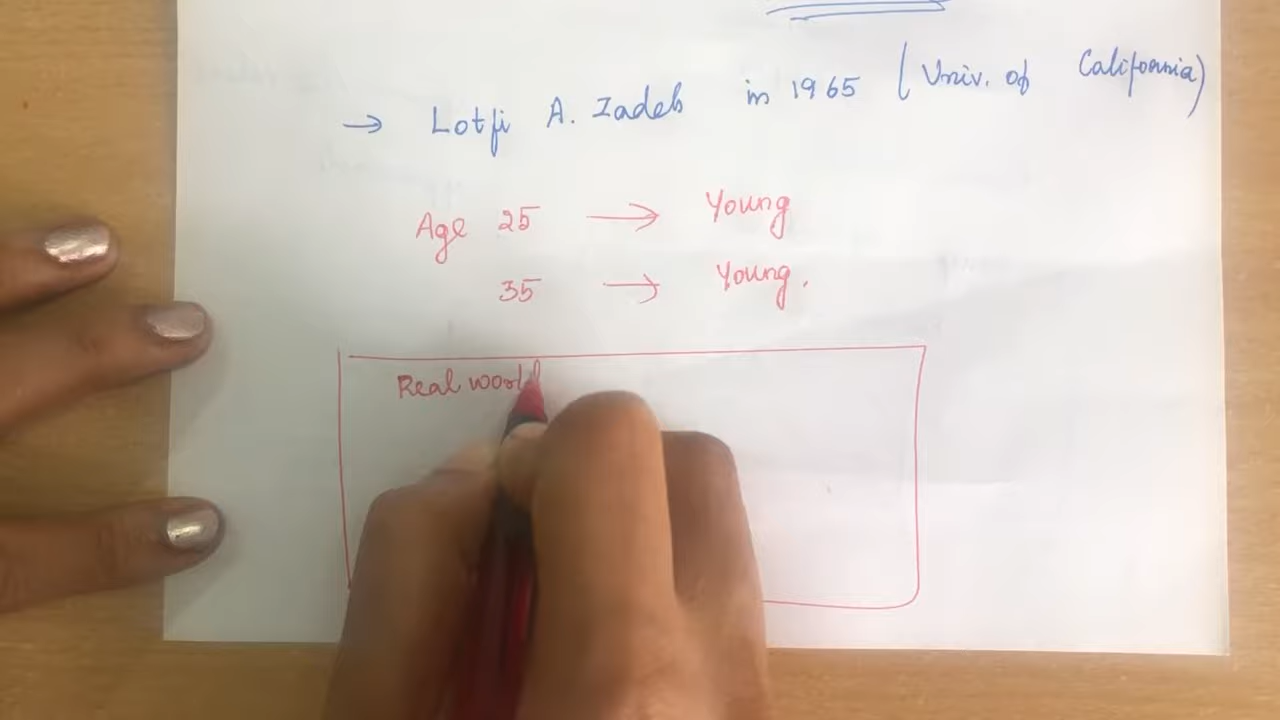 → Lotfi A. Zadeh in 1965 (Univ. of California)
Age 25 → Young
35 → Young.
Real world